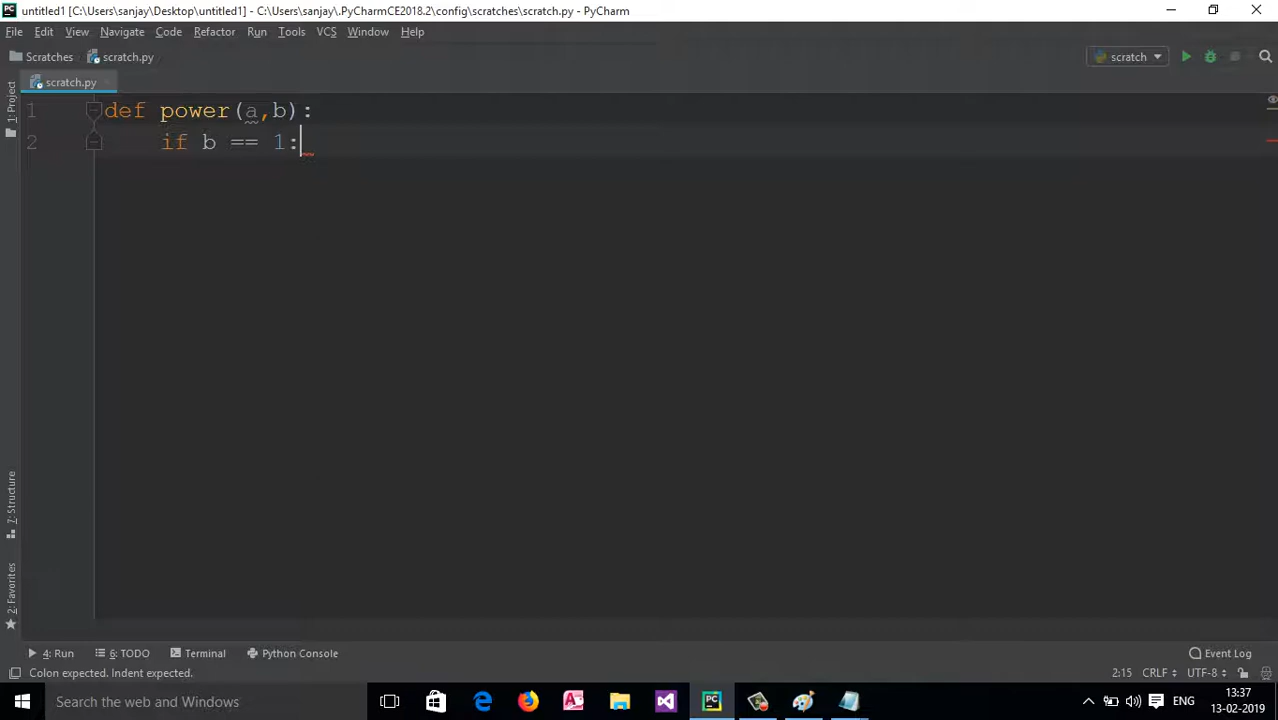 untitled1 [C:\Users\sanjay\Desktop\untitled1] - C:\Users\sanjay\.PyCharmCE2018.2\config\scratches\scratch.py - PyCharm
File Edit View Navigate Code Refactor Run Tools VCS Window Help
Scratches scratch.py scratch
scratch.py
1 def power(a,b):
2 if b == 1:
1: Project
7: Structure
2: Favorites
4: Run 6: TODO Terminal Python Console Event Log
Colon expected. Indent expected. 2:15 CRLF UTF-8
Search the web and Windows ENG 13:37
13-02-2019